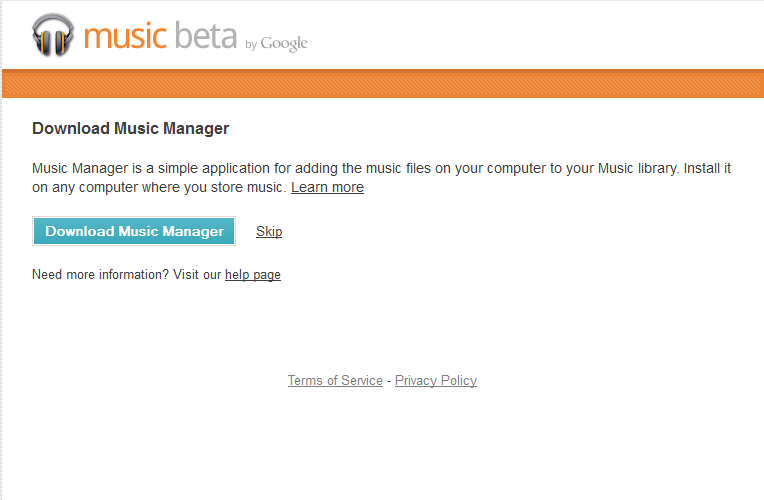 music beta by Google
Download Music Manager
Music Manager is a simple application for adding the music files on your computer to your Music library. Install it
on any computer where you store music. Learn more
Download Music Manager Skip
Need more information? Visit our help page
Terms of Service - Privacy Policy